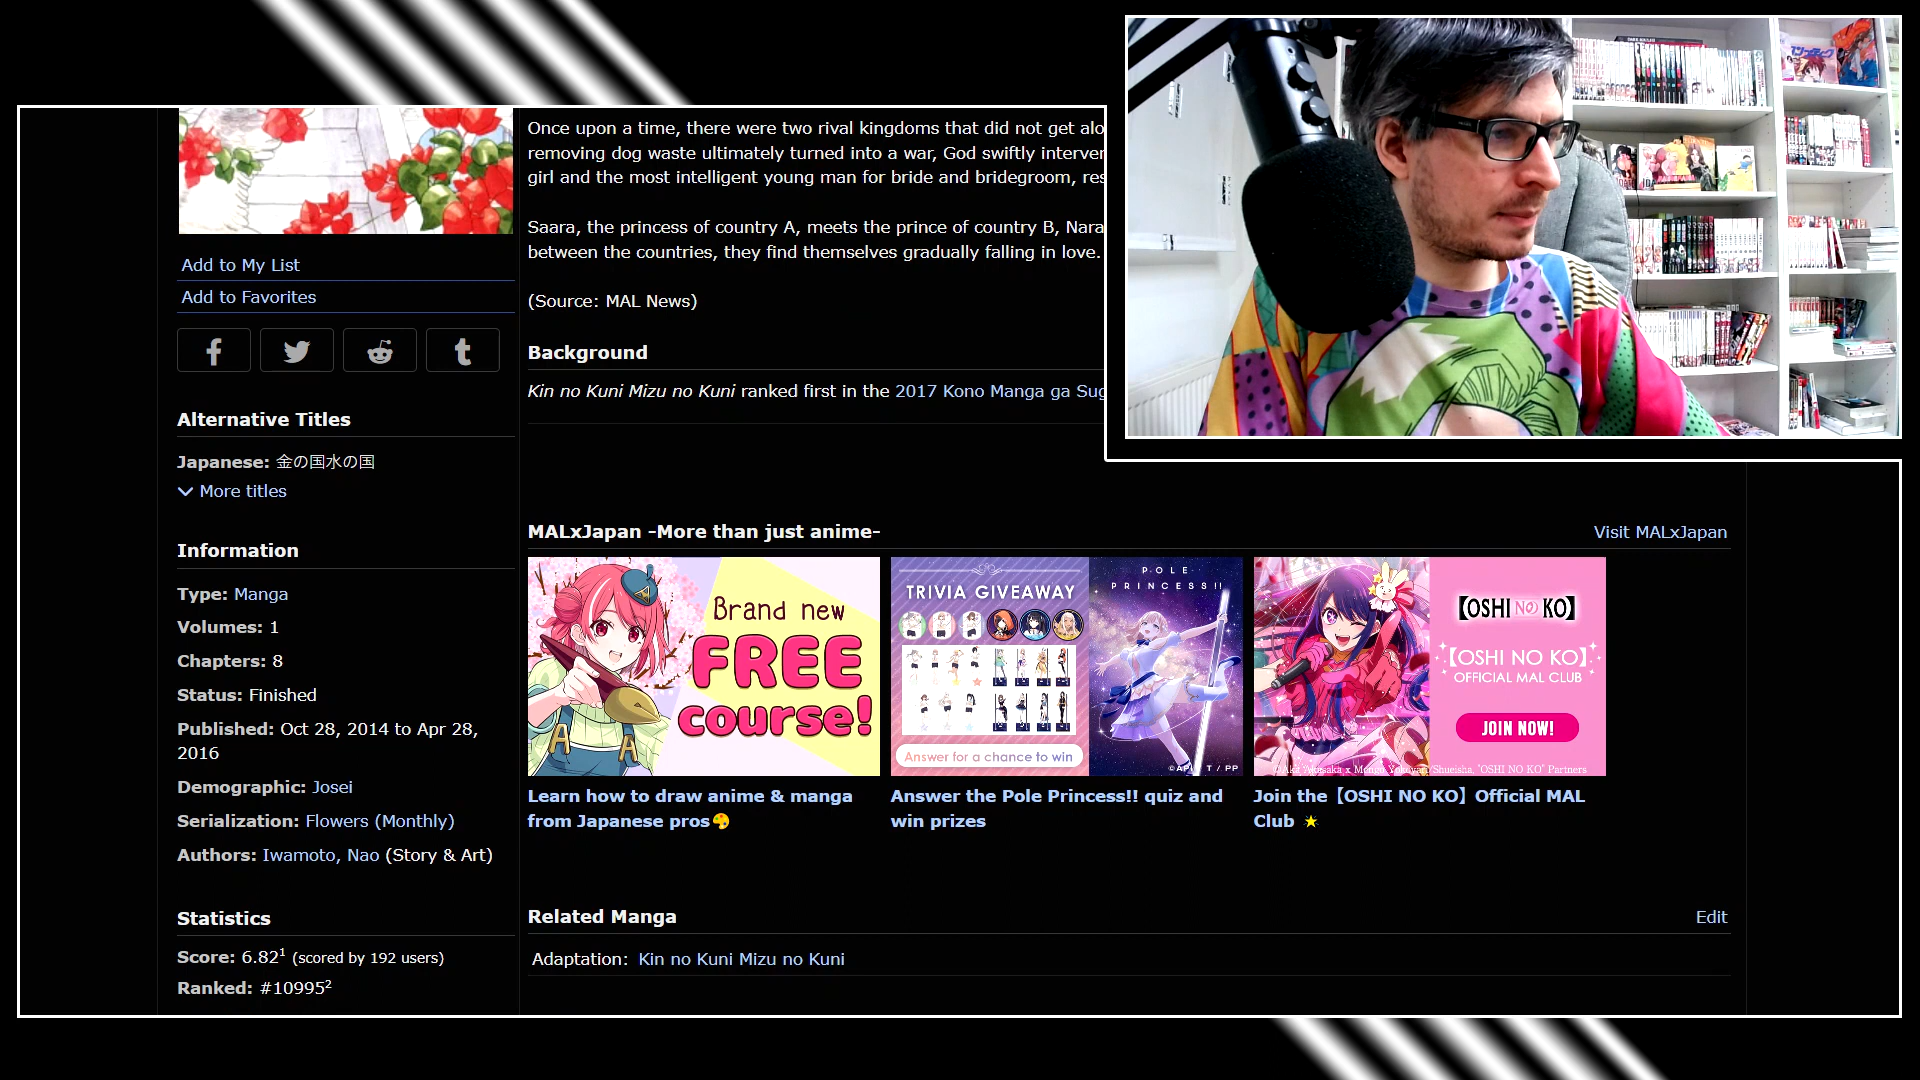 Once upon a time, there were two rival kingdoms that did not get alo
removing dog waste ultimately turned into a war, God swiftly interver
girl and the most intelligent young man for bride and bridegroom, res
Saara, the princess of country A, meets the prince of country B, Nara
between the countries, they find themselves gradually falling in love.
(Source: MAL News)
Background
Kin no Kuni Mizu no Kuni ranked first in the 2017 Kono Manga ga Sug
Add to My List
Add to Favorites
Alternative Titles
Japanese: 金の国水の国
More titles
Information
Type: Manga
Volumes: 1
Chapters: 8
Status: Finished
Published: Oct 28, 2014 to Apr 28,
2016
Demographic: Josei
Serialization: Flowers (Monthly)
Authors: Iwamoto, Nao (Story & Art)
Statistics
Score: 6.82¹ (scored by 192 users)
Ranked: #10995²
MALxJapan -More than just anime-
Visit MALxJapan
Brand new
FREE
course!
A A
Learn how to draw anime & manga
from Japanese pros
TRIVIA GIVEAWAY
Answer for a chance to win
POLE
PRINCESS!!
Answer the Pole Princess!! quiz and
win prizes
【OSHI NO KO】
【OSHI NO KO】
OFFICIAL MAL CLUB
JOIN NOW!
Join the【OSHI NO KO】Official MAL
Club
Related Manga
Edit
Adaptation: Kin no Kuni Mizu no Kuni